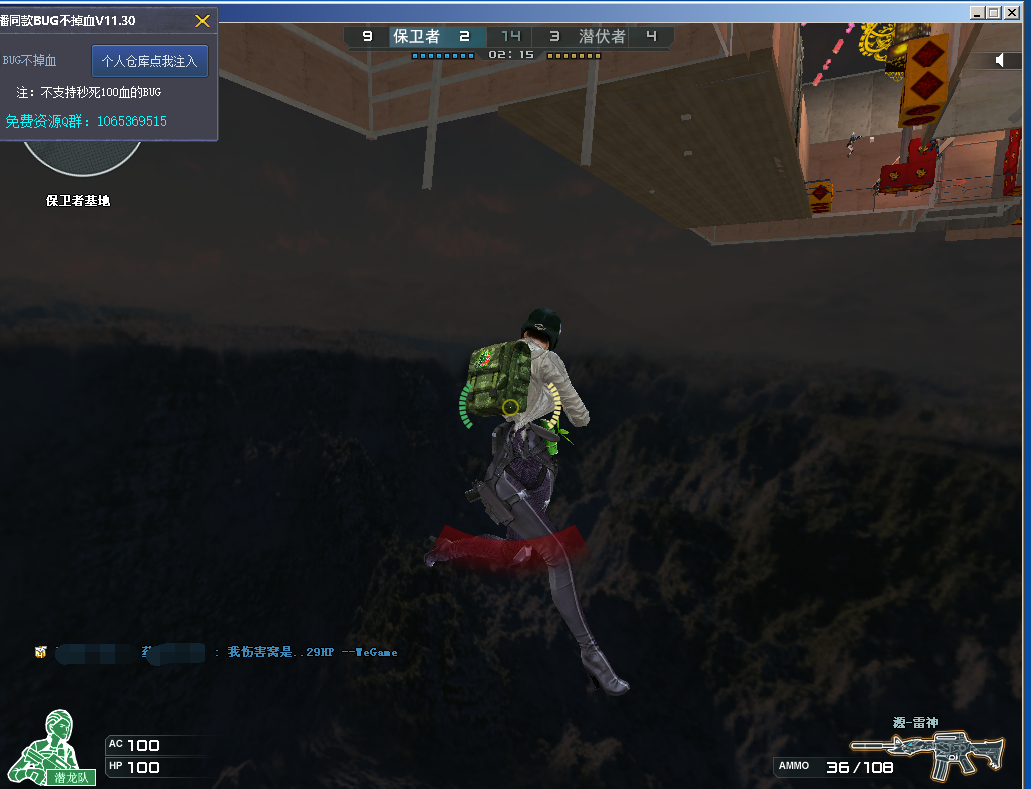 播同款BUG不掉血V11.30
BUG不掉血
个人仓库点我注入
注: 不支持秒死100血的BUG
免费资源Q群: 1065369515
9 保卫者 2 14 3 潜伏者 4
02:15
保卫者基地
: 我伤害窝是..29HP --WeGame
潜龙队
AC 100
HP 100
源-雷神
AMMO 36/108